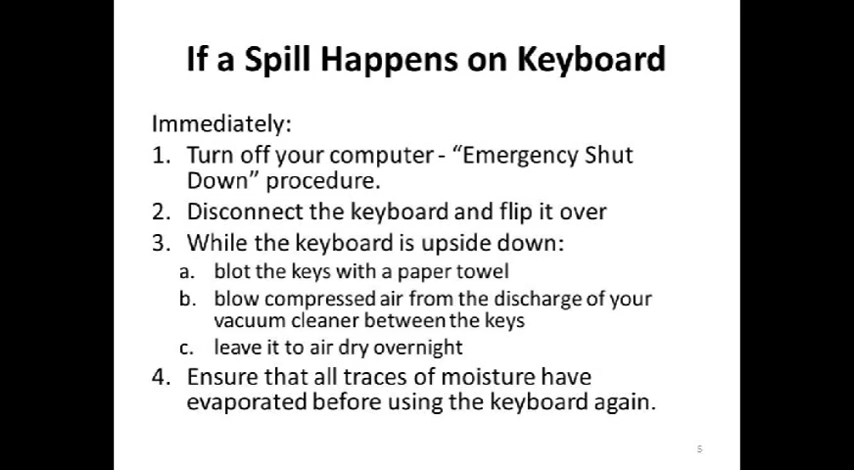 If a Spill Happens on Keyboard
Immediately:
1. Turn off your computer - “Emergency Shut
Down” procedure.
2. Disconnect the keyboard and flip it over
3. While the keyboard is upside down:
a. blot the keys with a paper towel
b. blow compressed air from the discharge of your
vacuum cleaner between the keys
c. leave it to air dry overnight
4. Ensure that all traces of moisture have
evaporated before using the keyboard again.
5